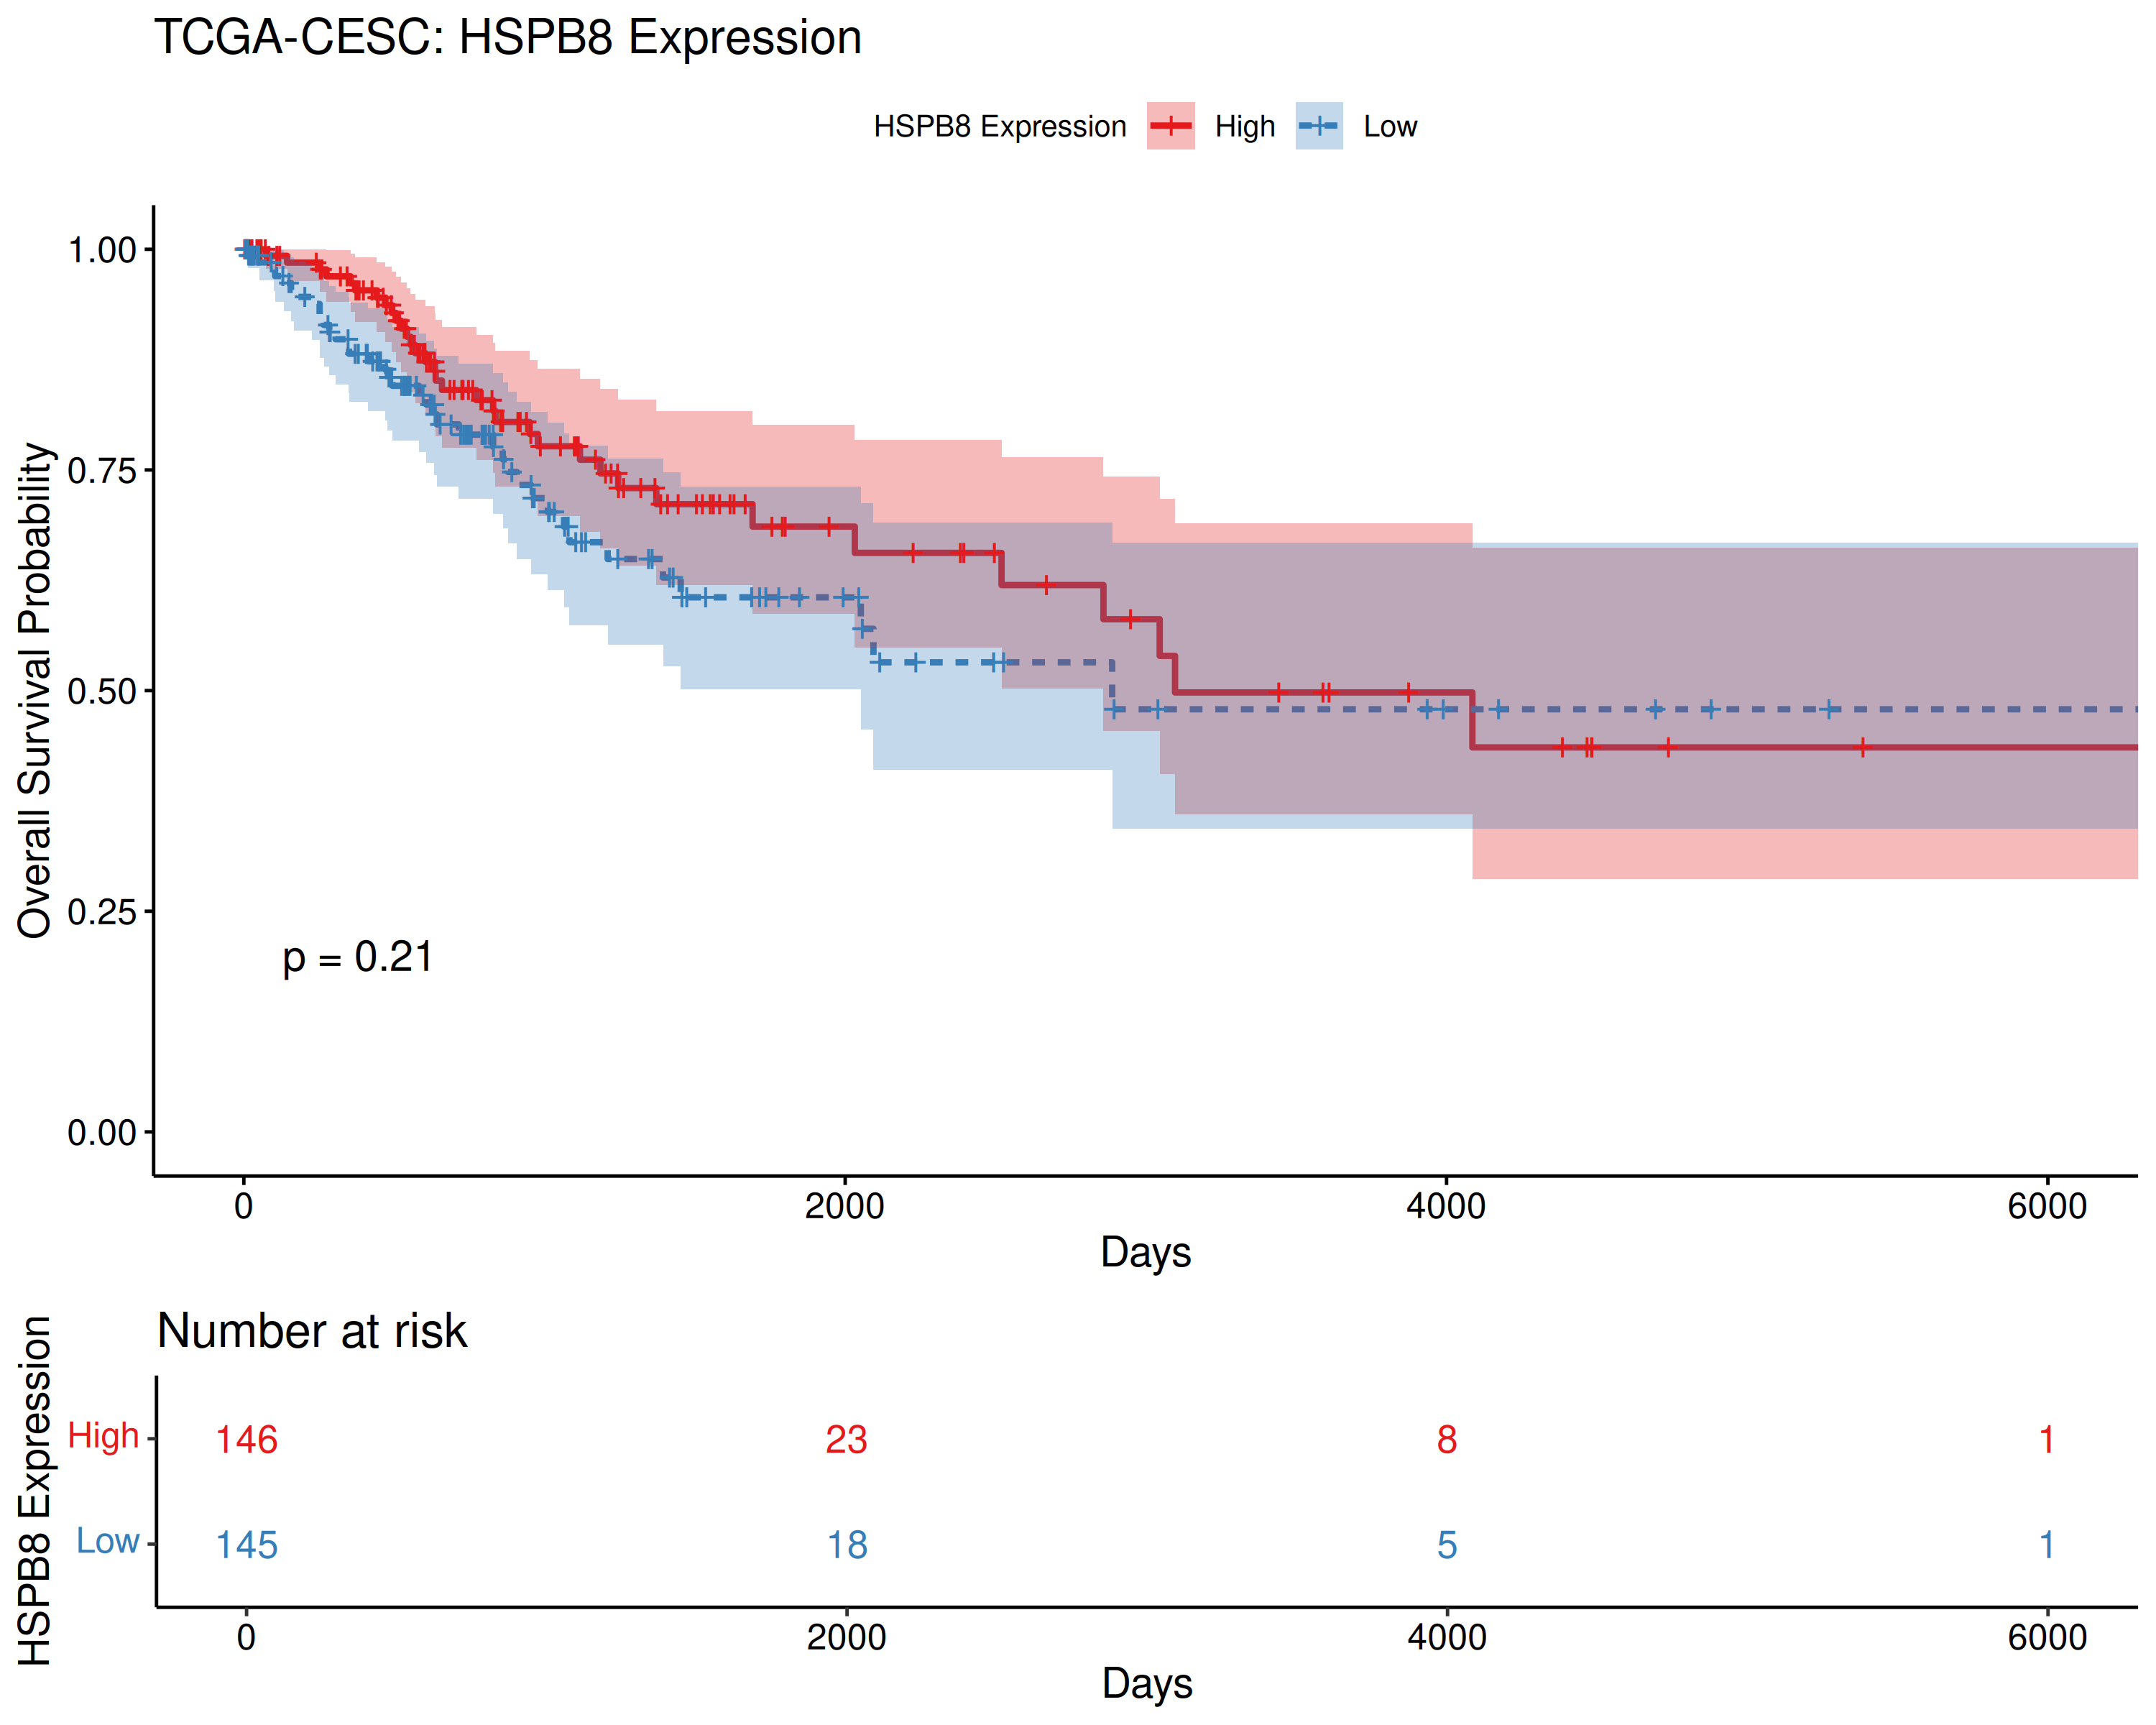 TCGA-CESC: HSPB8 Expression
HSPB8 Expression High Low
Overall Survival Probability
1.00
0.75
0.50
0.25
0.00
p = 0.21
0 2000 4000 6000
Days
Number at risk
HSPB8 Expression
High 146 23 8 1
Low 145 18 5 1
0 2000 4000 6000
Days